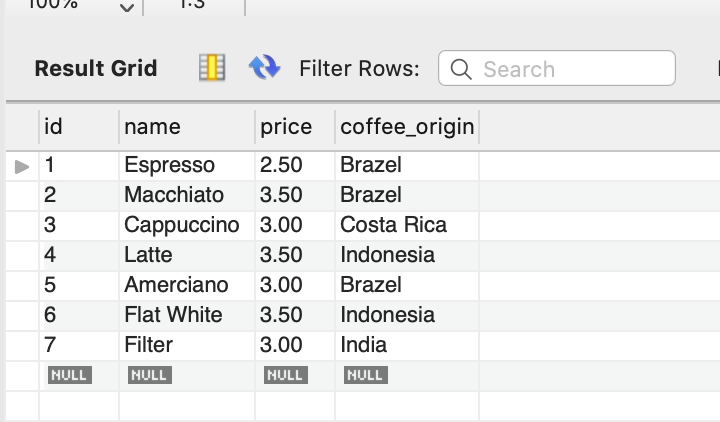 100% 1:3
Result Grid Filter Rows: Search
id name price coffee_origin
1 Espresso 2.50 Brazel
2 Macchiato 3.50 Brazel
3 Cappuccino 3.00 Costa Rica
4 Latte 3.50 Indonesia
5 Amerciano 3.00 Brazel
6 Flat White 3.50 Indonesia
7 Filter 3.00 India
NULL NULL NULL NULL